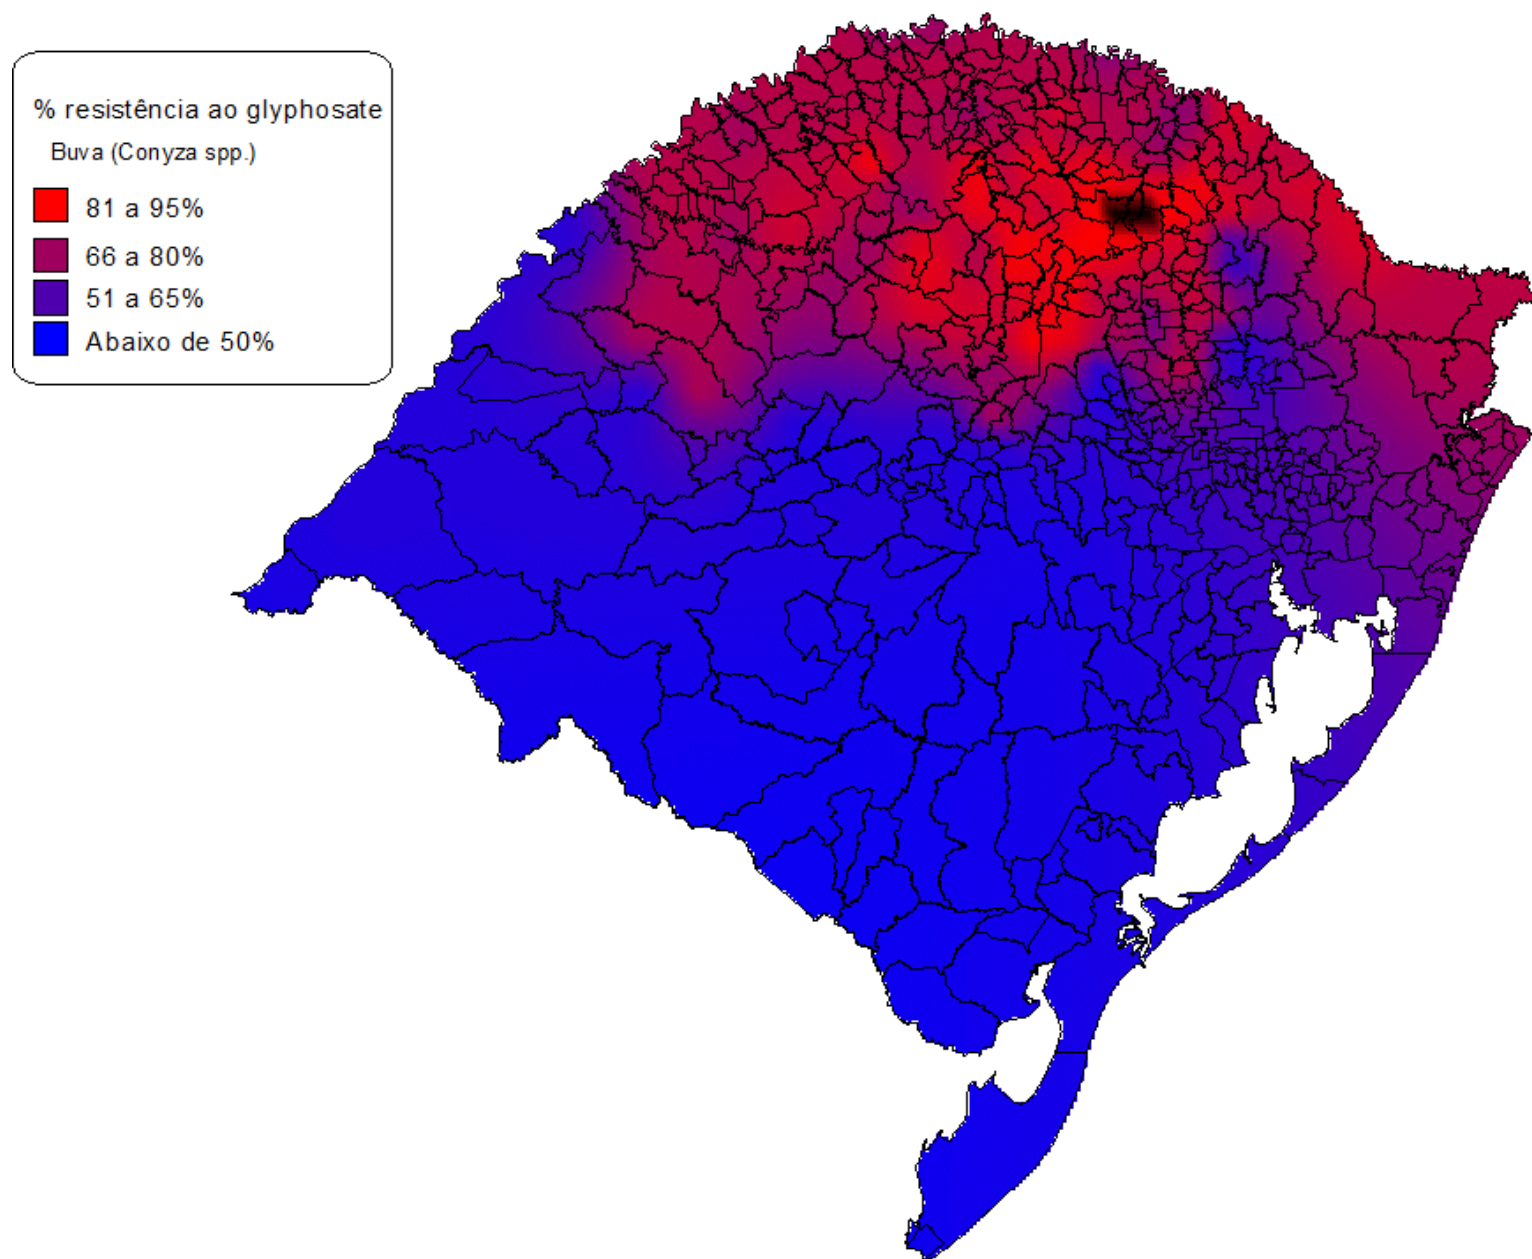 % resistência ao glyphosate
Buva (Conyza spp.)
81 a 95%
66 a 80%
51 a 65%
Abaixo de 50%